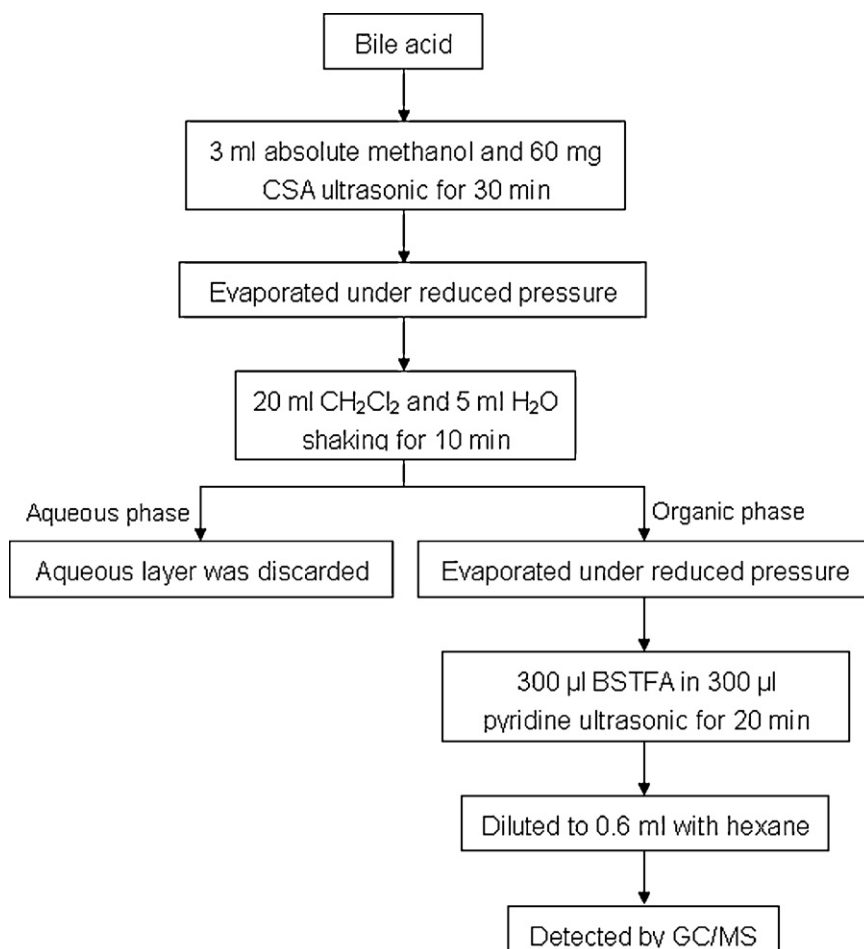 Bile acid
3 ml absolute methanol and 60 mg
CSA ultrasonic for 30 min
Evaporated under reduced pressure
20 ml CH₂Cl₂ and 5 ml H₂O
shaking for 10 min
Aqueous phase
Organic phase
Aqueous layer was discarded
Evaporated under reduced pressure
300 µl BSTFA in 300 µl
pyridine ultrasonic for 20 min
Diluted to 0.6 ml with hexane
Detected by GC/MS